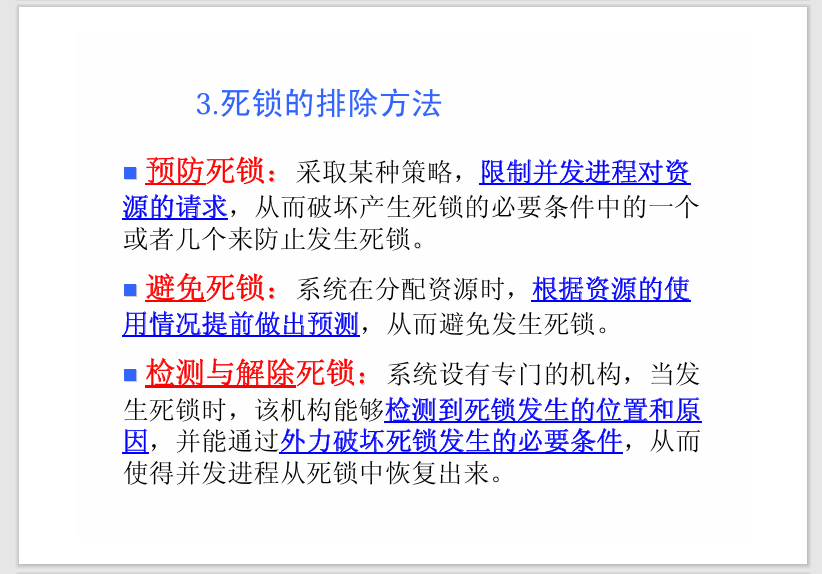 3.死锁的排除方法
■ 预防死锁：采取某种策略，限制并发进程对资
源的请求，从而破坏产生死锁的必要条件中的一个
或者几个来防止发生死锁。
■ 避免死锁：系统在分配资源时，根据资源的使
用情况提前做出预测，从而避免发生死锁。
■ 检测与解除死锁：系统设有专门的机构，当发
生死锁时，该机构能够检测到死锁发生的位置和原
因，并能通过外力破坏死锁发生的必要条件，从而
使得并发进程从死锁中恢复出来。